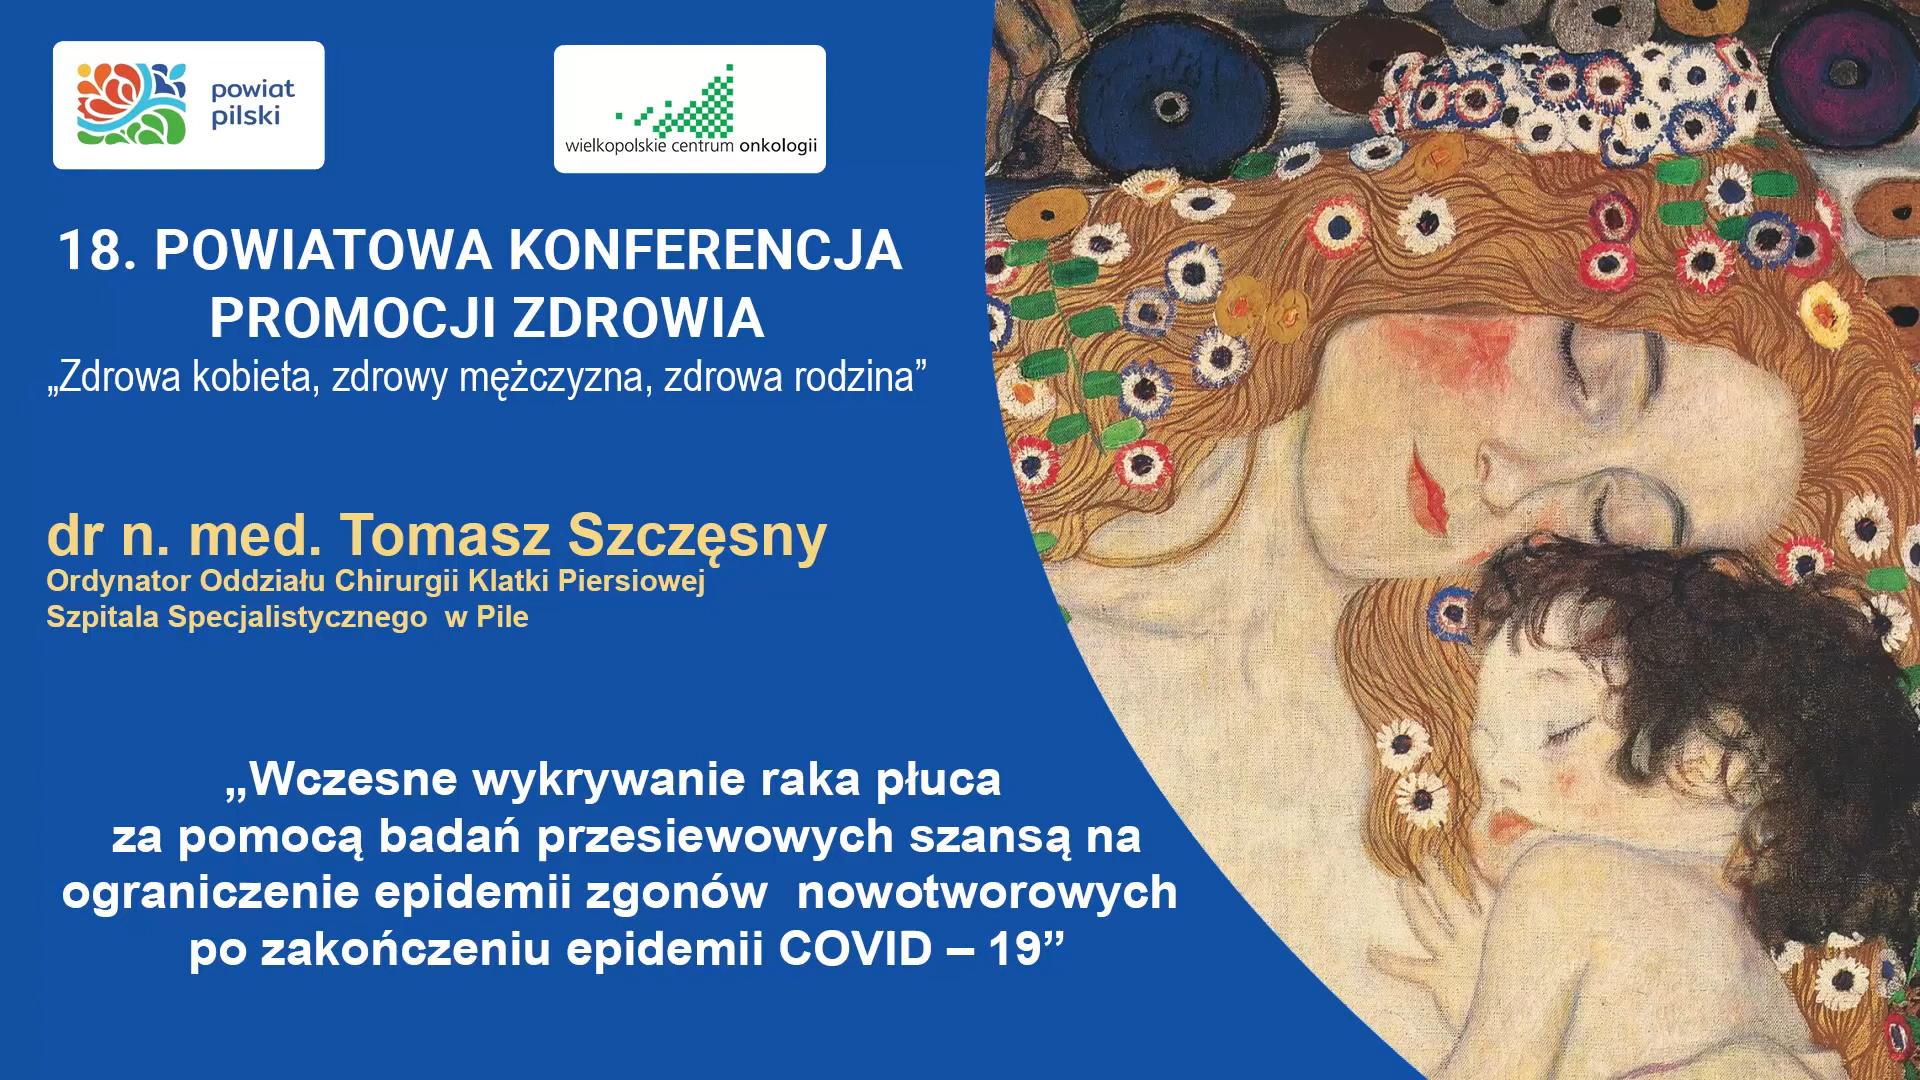 powiat
pilski
wielkopolskie centrum onkologii
18. POWIATOWA KONFERENCJA
PROMOCJI ZDROWIA
„Zdrowa kobieta, zdrowy mężczyzna, zdrowa rodzina”
dr n. med. Tomasz Szczęsny
Ordynator Oddziału Chirurgii Klatki Piersiowej
Szpitala Specjalistycznego w Pile
„Wczesne wykrywanie raka płuca
za pomocą badań przesiewowych szansą na
ograniczenie epidemii zgonów nowotworowych
po zakończeniu epidemii COVID – 19”